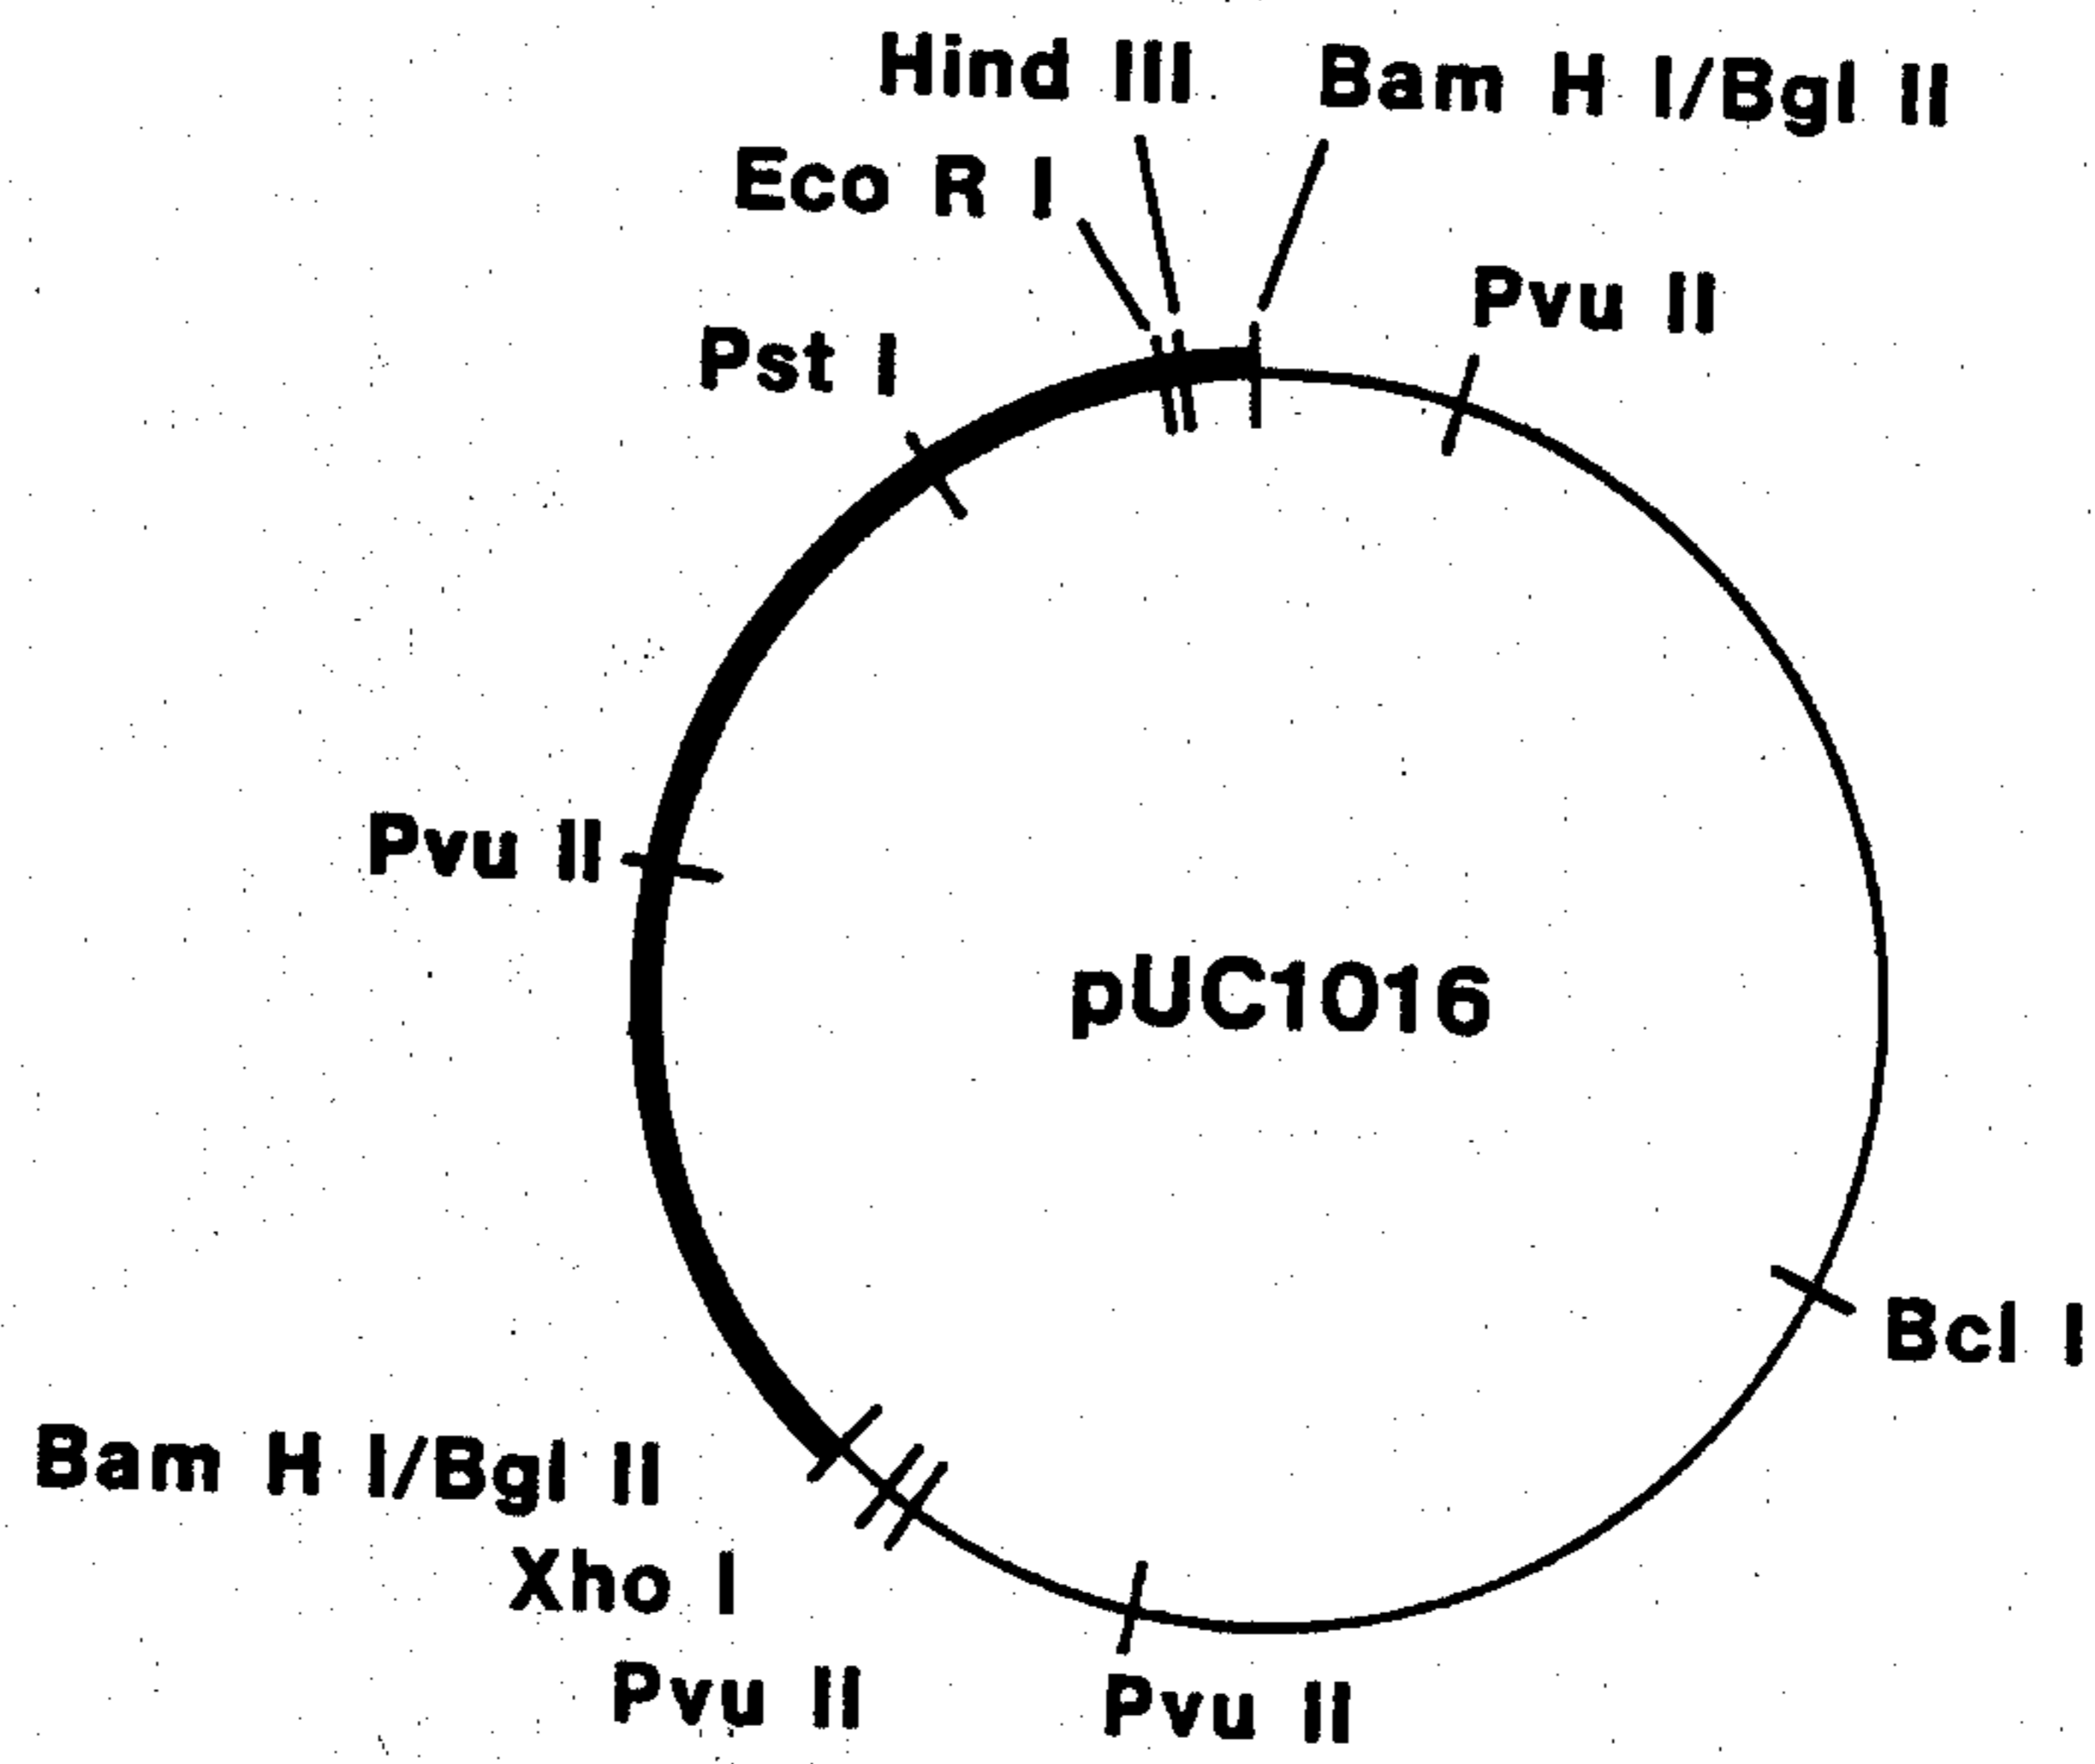 Hind III
Bam H I/Bgl II
Eco R I
Pvu II
Pst I
Pvu II
pUC1016
Bcl I
Bam H I/Bgl II
Xho I
Pvu II
Pvu II